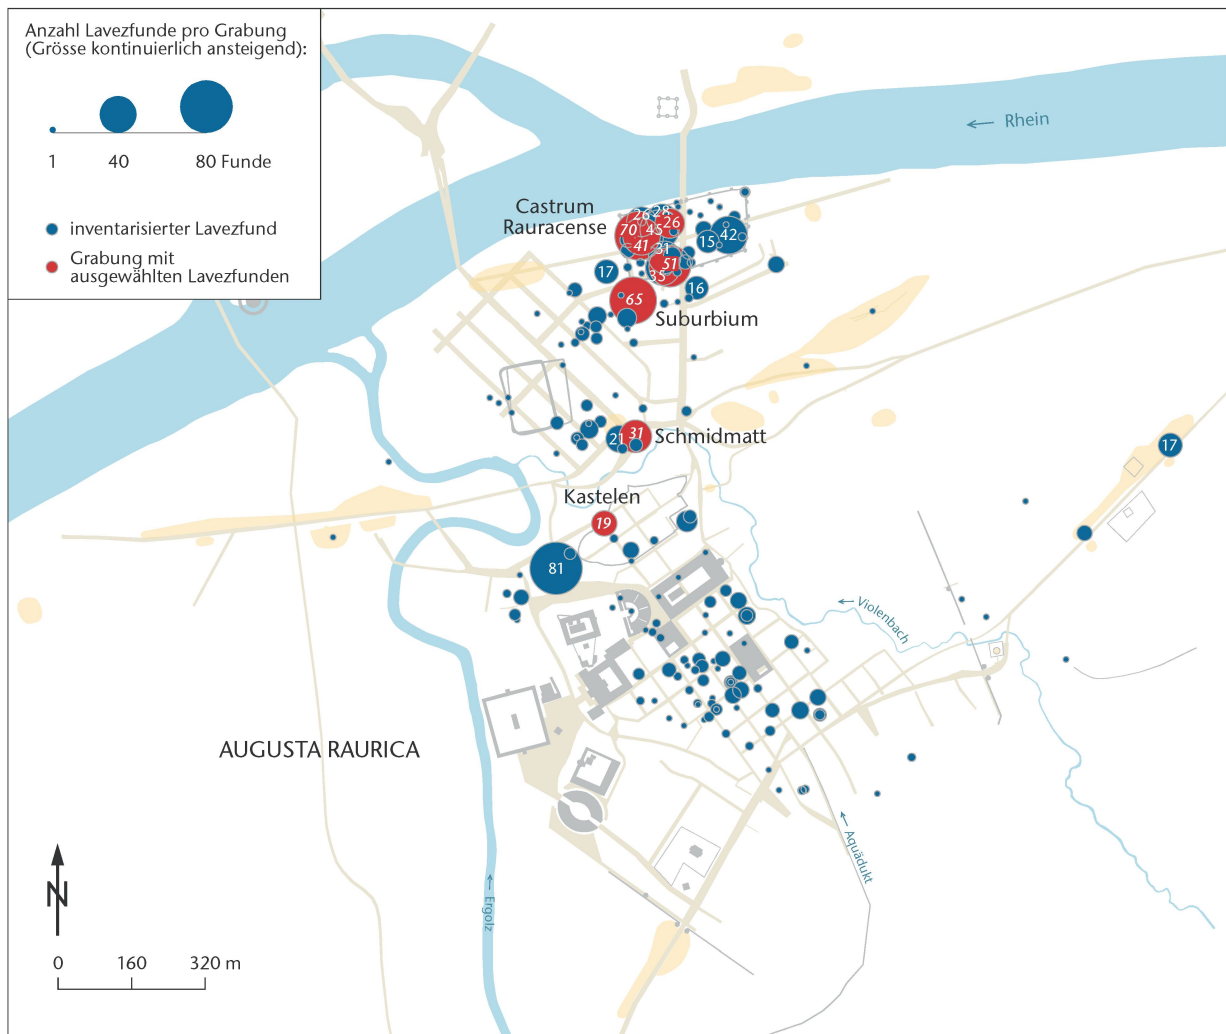 Anzahl Lavezfunde pro Grabung
(Grösse kontinuierlich ansteigend):
1 40 80 Funde
inventarisierter Lavezfund
Grabung mit
ausgewählten Lavezfunden
Rhein
Castrum
Rauracense
26 28 26
70 45
41
31
51
35
15 42
17
16
65
Suburbium
21 31
Schmidmatt
17
Kastelen
19
81
Violenbach
AUGUSTA RAURICA
Aquädukt
Ergolz
N
0 160 320 m